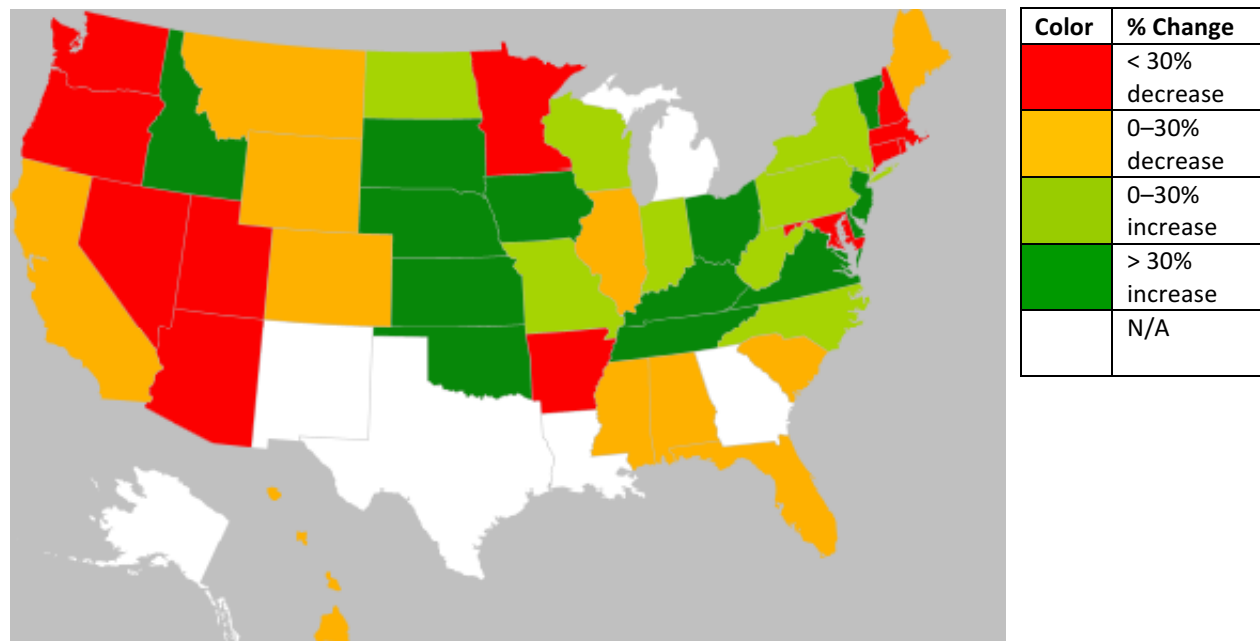 Color % Change
< 30%
decrease
0–30%
decrease
0–30%
increase
> 30%
increase
N/A